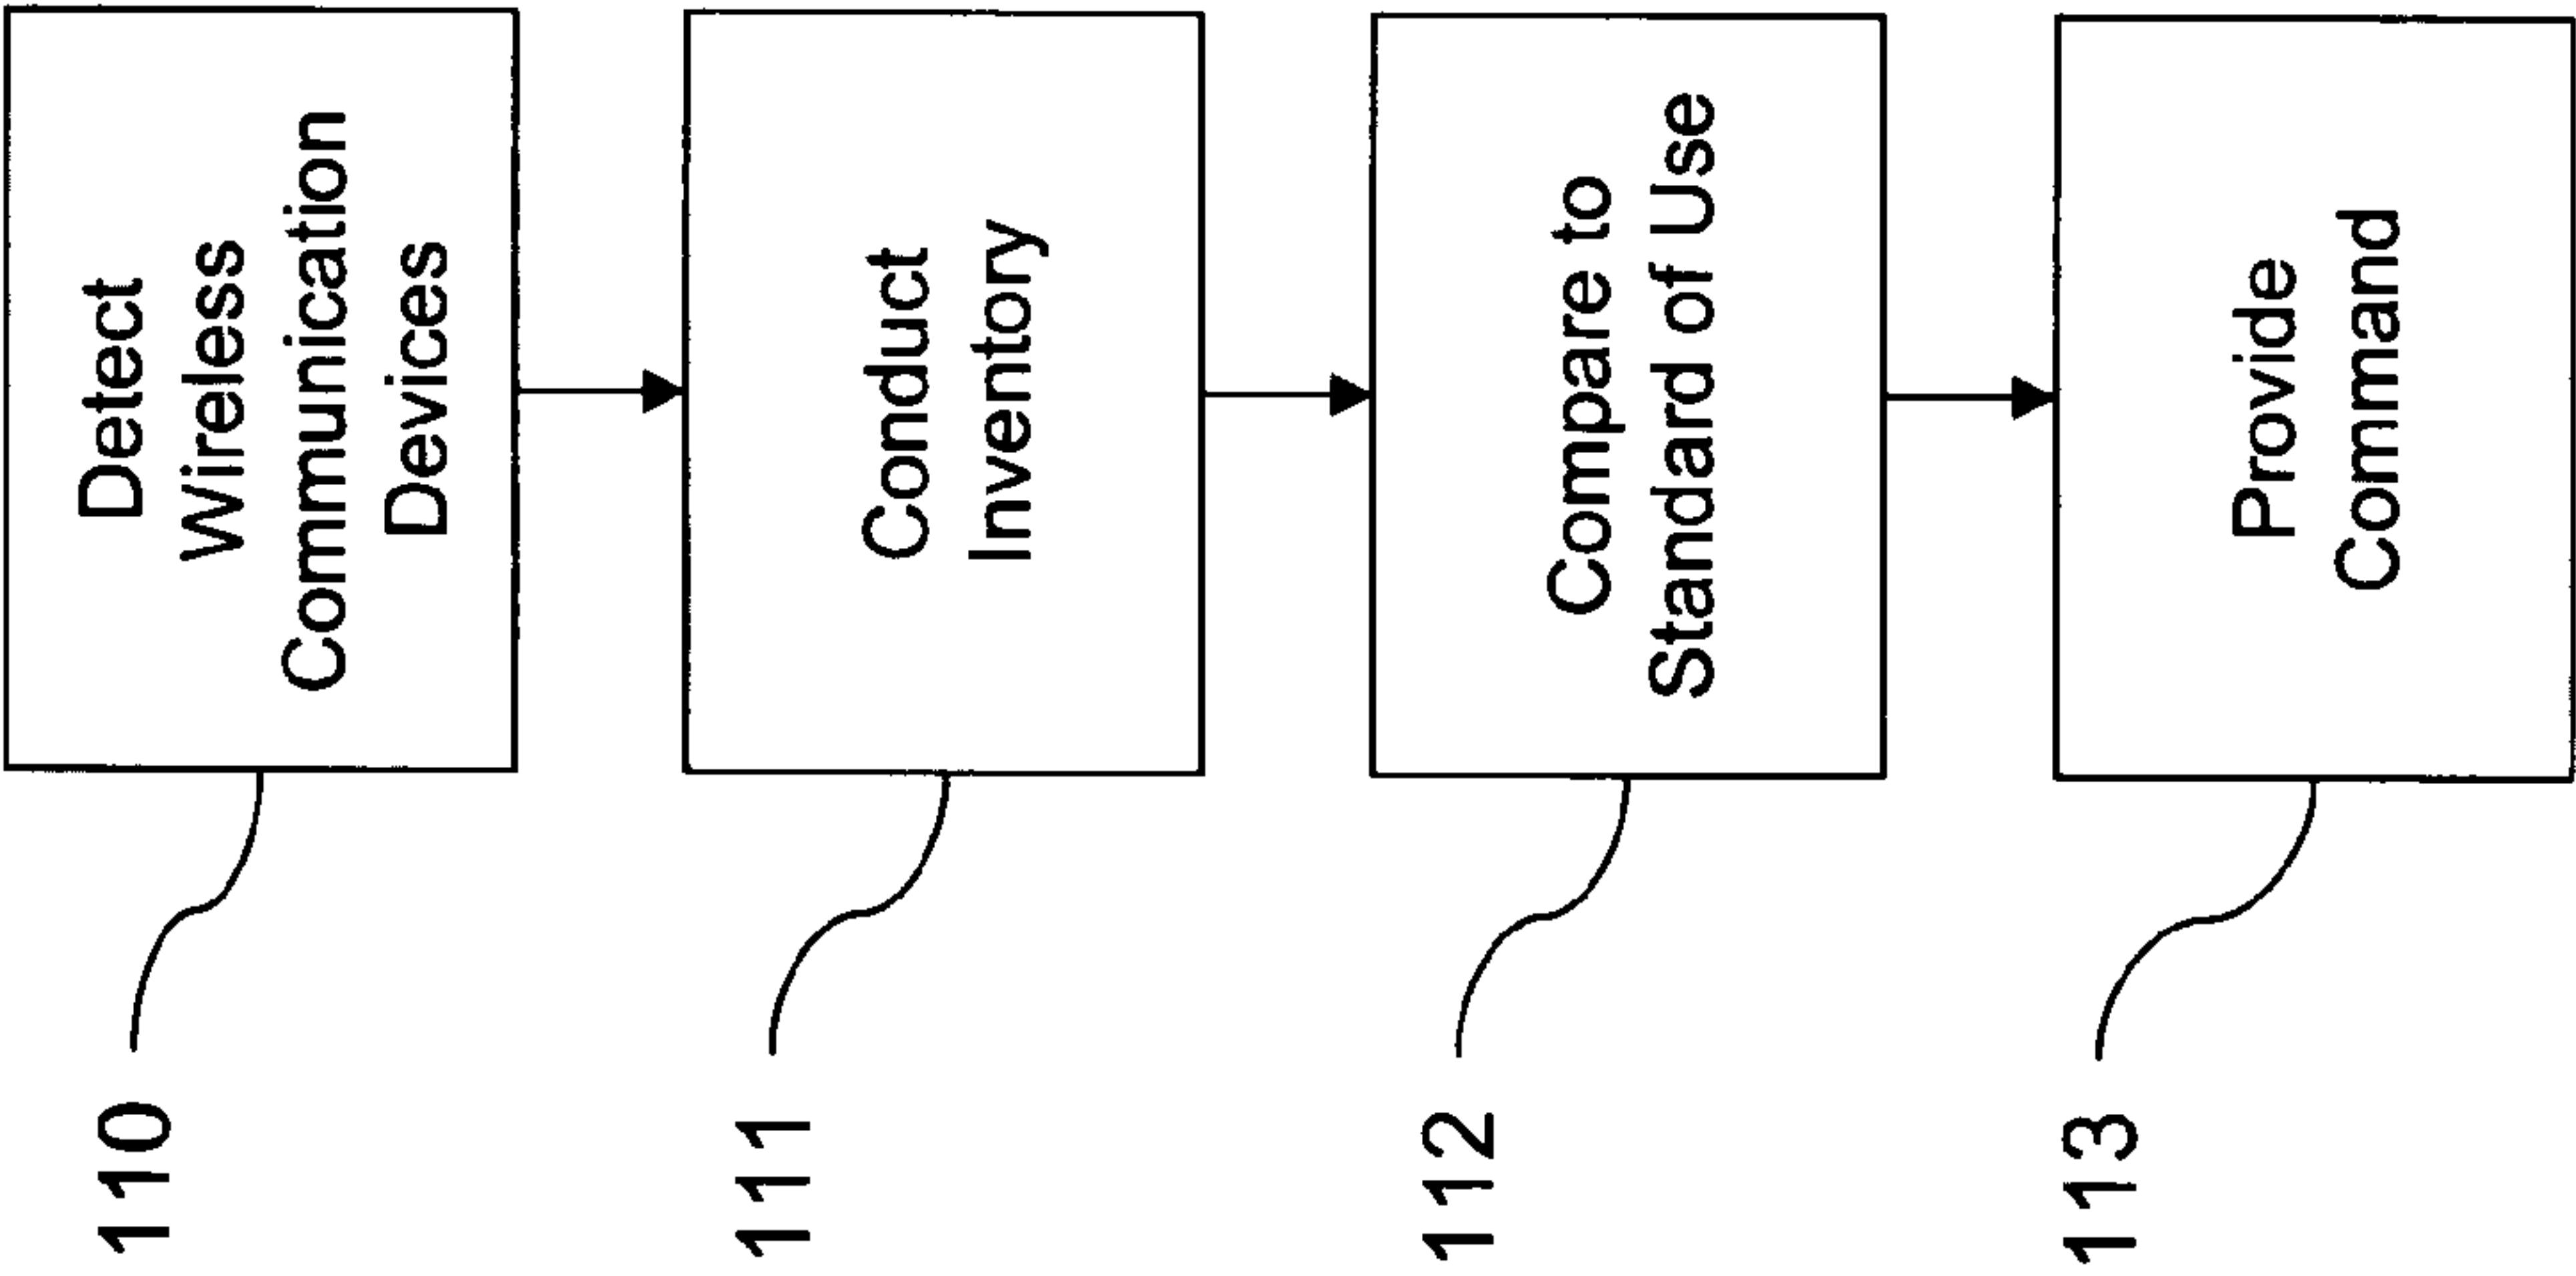 110
Detect
Wireless
Communication
Devices
111
Conduct
Inventory
112
Compare to
Standard of Use
113
Provide
Command